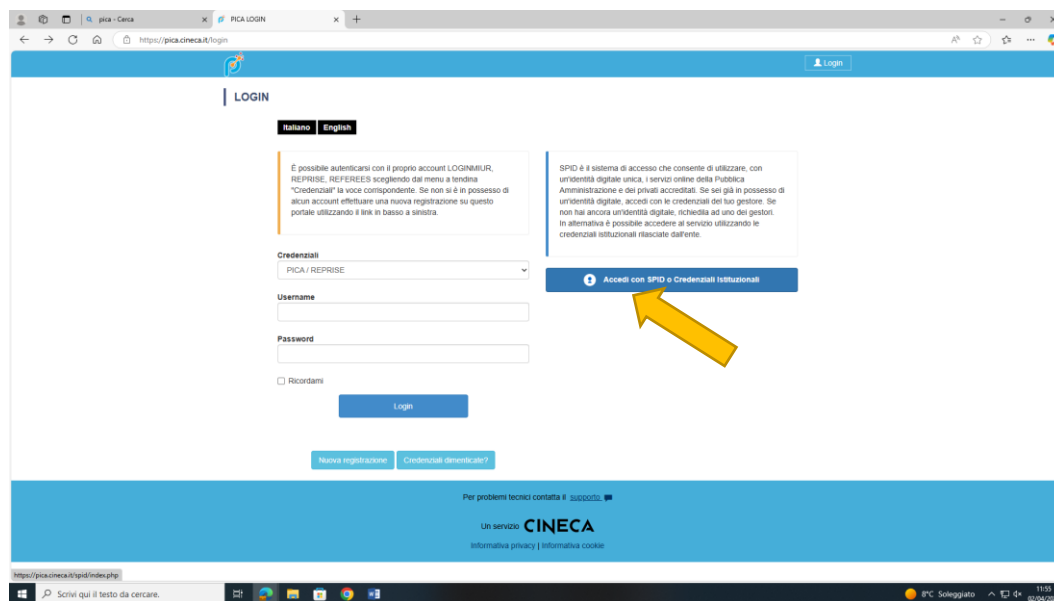 pica - Cerca
PICA LOGIN
https://pica.cineca.it/login
Login
LOGIN
Italiano English
É possibile autenticarsi con il proprio account LOGINMIUR,
REPRISE, REFEREES scegliendo dal menu a tendina
"Credenziali" la voce corrispondente. Se non si è in possesso di
alcun account effettuare una nuova registrazione su questo
portale utilizzando il link in basso a sinistra.
SPID è il sistema di accesso che consente di utilizzare, con
un'identità digitale unica, i servizi online della Pubblica
Amministrazione e dei privati accreditati. Se sei già in possesso di
un'identità digitale, accedi con le credenziali del tuo gestore. Se
non hai ancora un'identità digitale, richiedila ad uno dei gestori.
In alternativa è possibile accedere al servizio utilizzando le
credenziali istituzionali rilasciate dall'ente.
Credenziali
PICA / REPRISE
Accedi con SPID o Credenziali Istituzionali
Username
Password
Ricordami
Login
Nuova registrazione Credenziali dimenticate?
Per problemi tecnici contatta il supporto
Un servizio CINECA
Informativa privacy | Informativa cookie
https://pica.cineca.it/spid/index.php
Scrivi qui il testo da cercare.
8°C Soleggiato
11:55
02/04/20